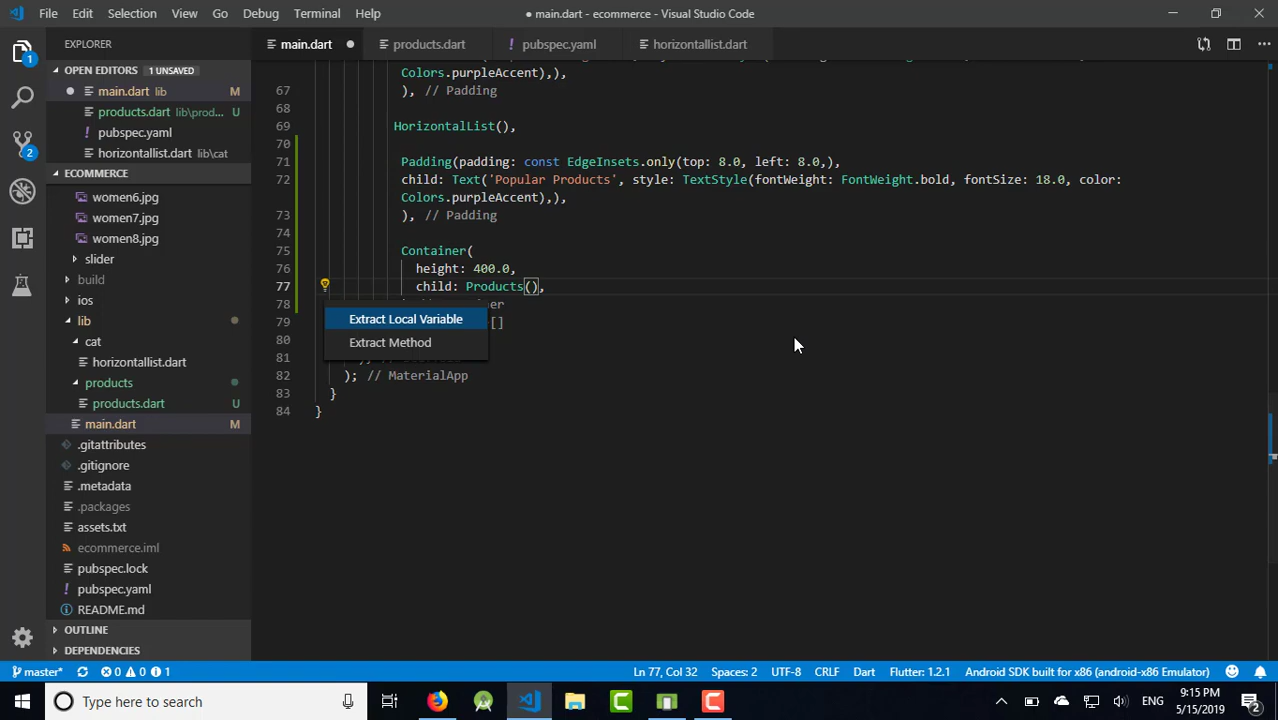 File Edit Selection View Go Debug Terminal Help
● main.dart - ecommerce - Visual Studio Code
EXPLORER
main.dart
products.dart
! pubspec.yaml
horizontallist.dart
OPEN EDITORS 1 UNSAVED
main.dart lib M
products.dart lib\prod... U
! pubspec.yaml
horizontallist.dart lib\cat
ECOMMERCE
women6.jpg
women7.jpg
women8.jpg
slider
build
ios
lib
cat
horizontallist.dart
products
products.dart U
main.dart M
.gitattributes
.gitignore
.metadata
.packages
assets.txt
ecommerce.iml
pubspec.lock
! pubspec.yaml
README.md
OUTLINE
DEPENDENCIES
1
2
Colors.purpleAccent),),
67 ), // Padding
68
69 HorizontalList(),
70
71 Padding(padding: const EdgeInsets.only(top: 8.0, left: 8.0,),
72 child: Text('Popular Products', style: TextStyle(fontWeight: FontWeight.bold, fontSize: 18.0, color:
Colors.purpleAccent),),
73 ), // Padding
74
75 Container(
76 height: 400.0,
77 child: Products(),
78
79 []
80
81
82 ); // MaterialApp
83 }
84 }
Extract Local Variable
Extract Method
master* 0 0 1
Ln 77, Col 32 Spaces: 2 UTF-8 CRLF Dart Flutter: 1.2.1 Android SDK built for x86 (android-x86 Emulator)
Type here to search
ENG
9:15 PM
5/15/2019
2